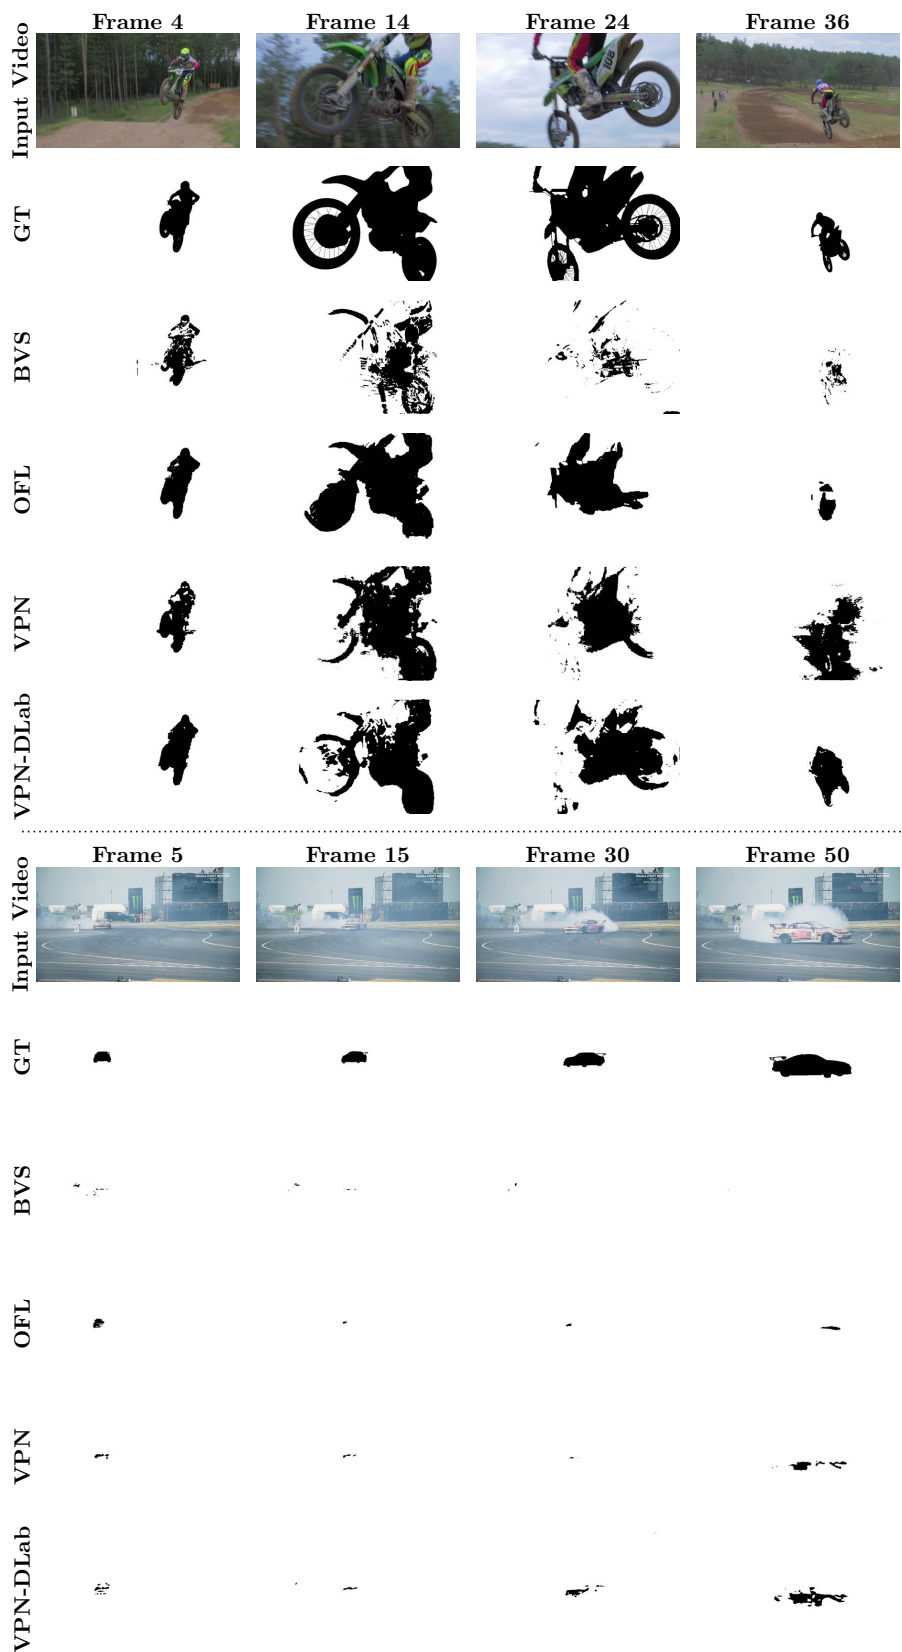 Frame 4 Frame 14 Frame 24 Frame 36
Input Video
108
GT
BVS
OFL
VPN
VPN-DLab
Frame 5 Frame 15 Frame 30 Frame 50
Input Video
GT
BVS
OFL
VPN
VPN-DLab